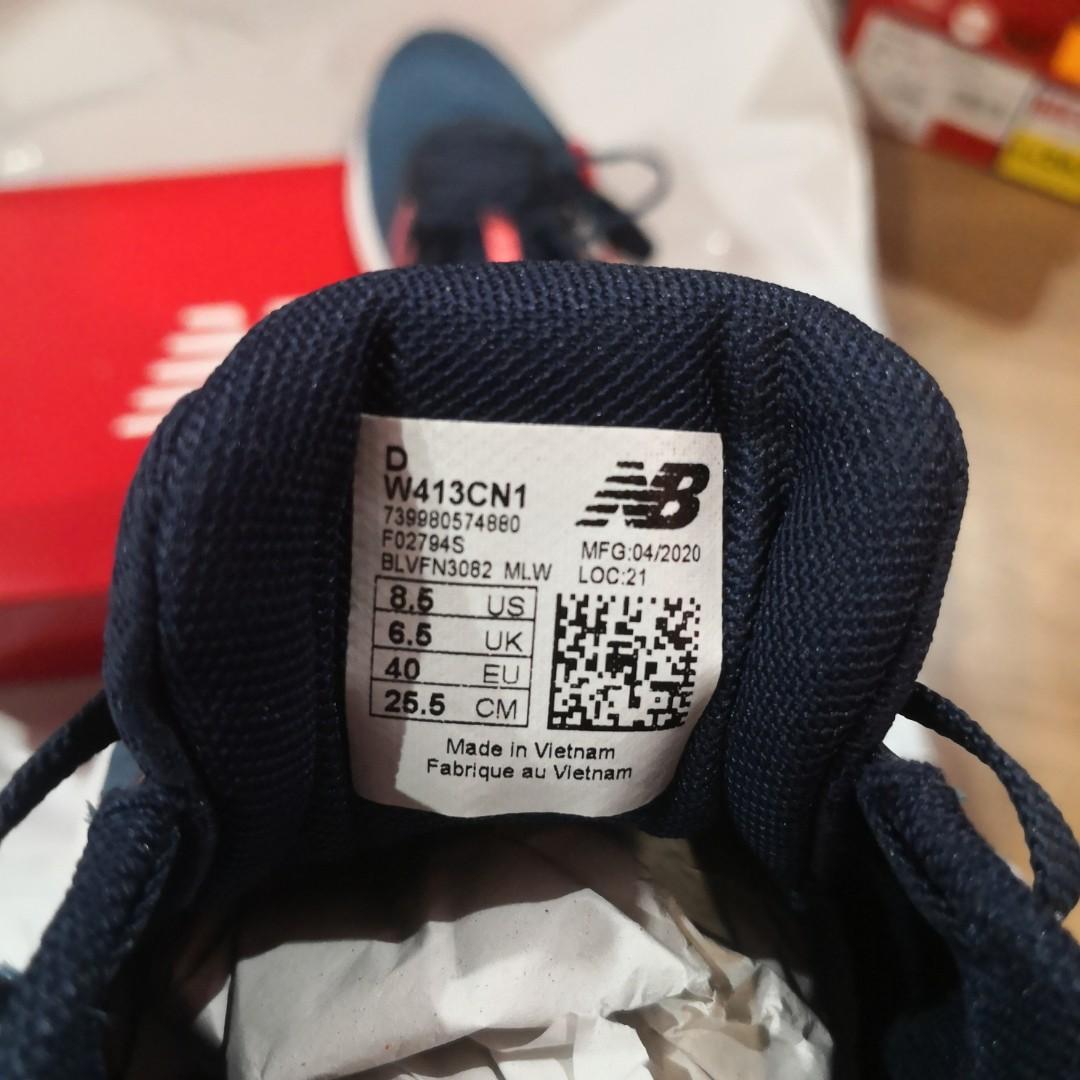 D
W413CN1
739980574880
F02794S
BLVFN3082 MLW
NB
MFG:04/2020
LOC:21
8.5 US
6.5 UK
40 EU
25.5 CM
Made in Vietnam
Fabrique au Vietnam